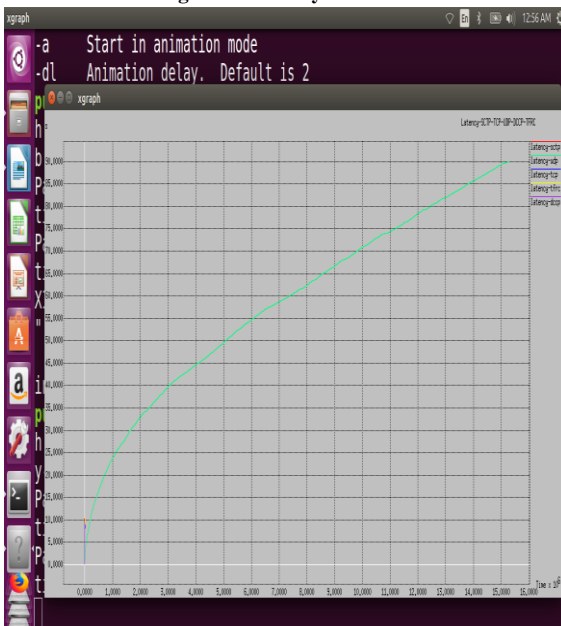 xgraph
En
12:56 AM
-a Start in animation mode
-dl Animation delay. Default is 2
xgraph
Latency-SCTP-TCP-UDP-DCCP-TFRC
latency-sctp
latency-udp
latency-tcp
latency-tfrc
latency-dccp
90,0000
85,0000
80,0000
75,0000
70,0000
65,0000
60,0000
55,0000
50,0000
45,0000
40,0000
35,0000
30,0000
25,0000
20,0000
15,0000
10,0000
5,0000
0,0000
0,0000 1,0000 2,0000 3,0000 4,0000 5,0000 6,0000 7,0000 8,0000 9,0000 10,0000 11,0000 12,0000 13,0000 14,0000 15,0000 16,0000